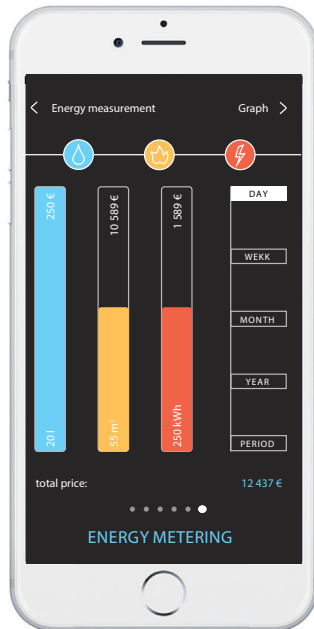 Energy measurement Graph
250 €
10 589 €
1 589 €
DAY
WEKK
MONTH
YEAR
PERIOD
20 l
55 m³
250 kWh
total price: 12 437 €
ENERGY METERING